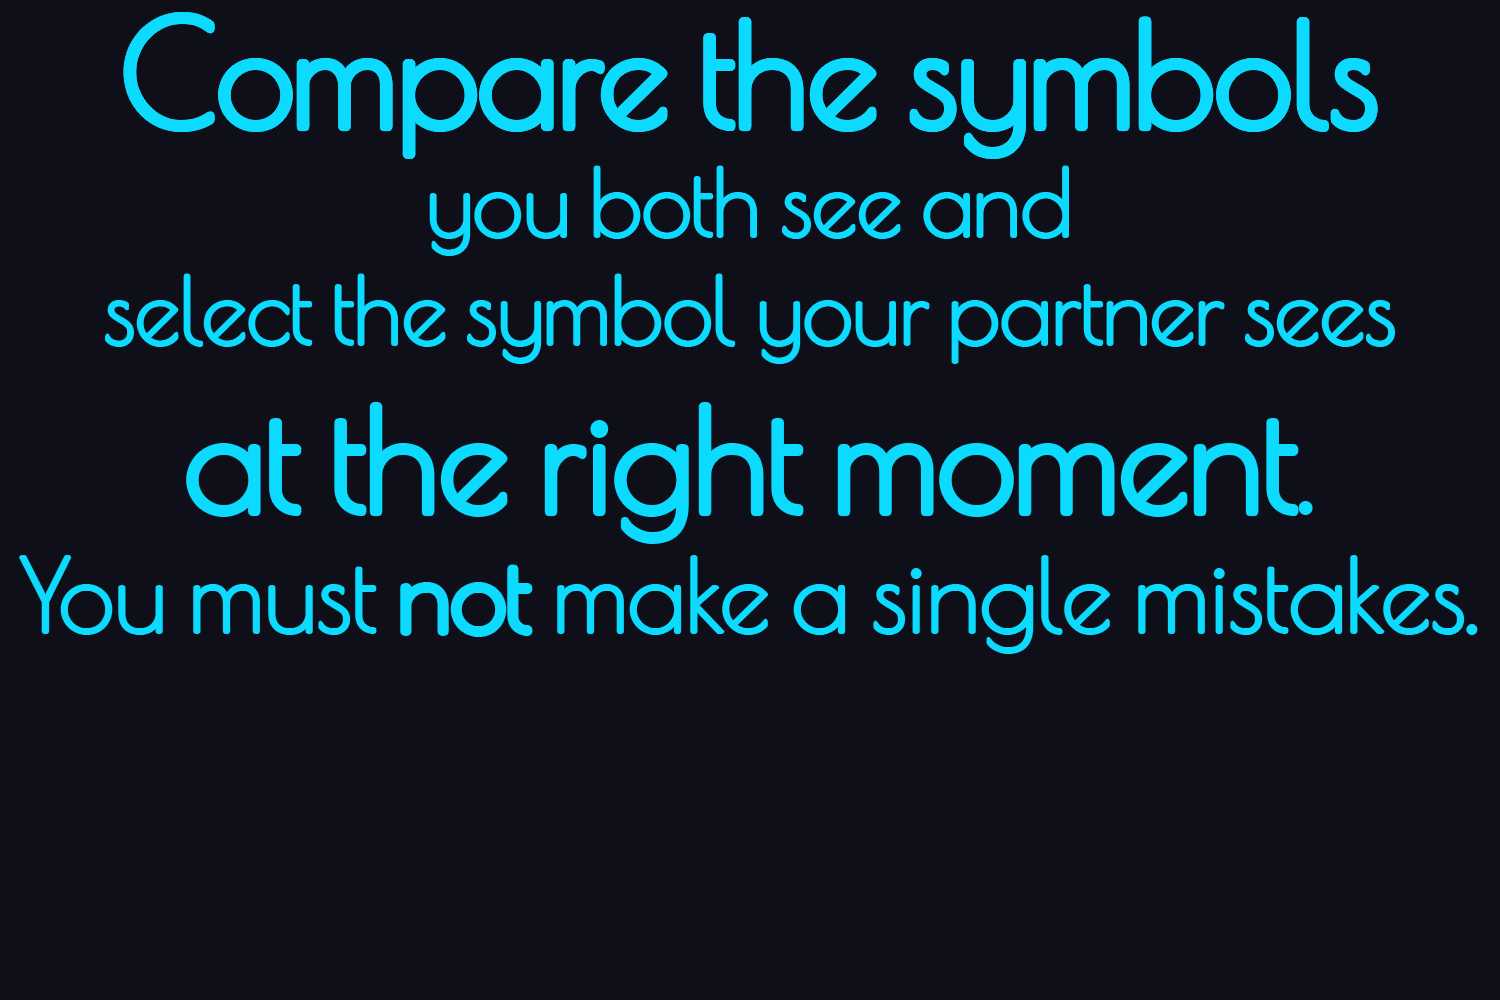 Compare the symbols
you both see and
select the symbol your partner sees
at the right moment.
You must not make a single mistakes.